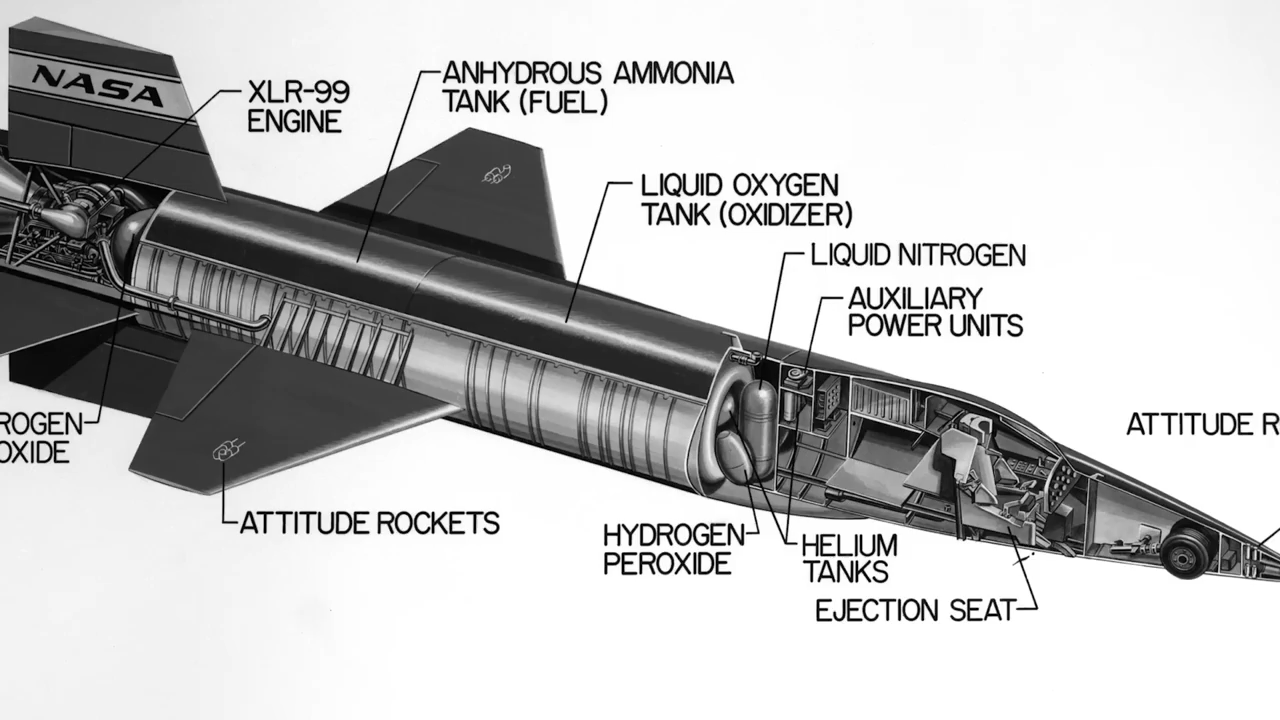 NASA
XLR-99
ENGINE
ANHYDROUS AMMONIA
TANK (FUEL)
LIQUID OXYGEN
TANK (OXIDIZER)
LIQUID NITROGEN
AUXILIARY
POWER UNITS
ATTITUDE R
ROGEN
OXIDE
ATTITUDE ROCKETS
HYDROGEN
PEROXIDE
HELIUM
TANKS
EJECTION SEAT